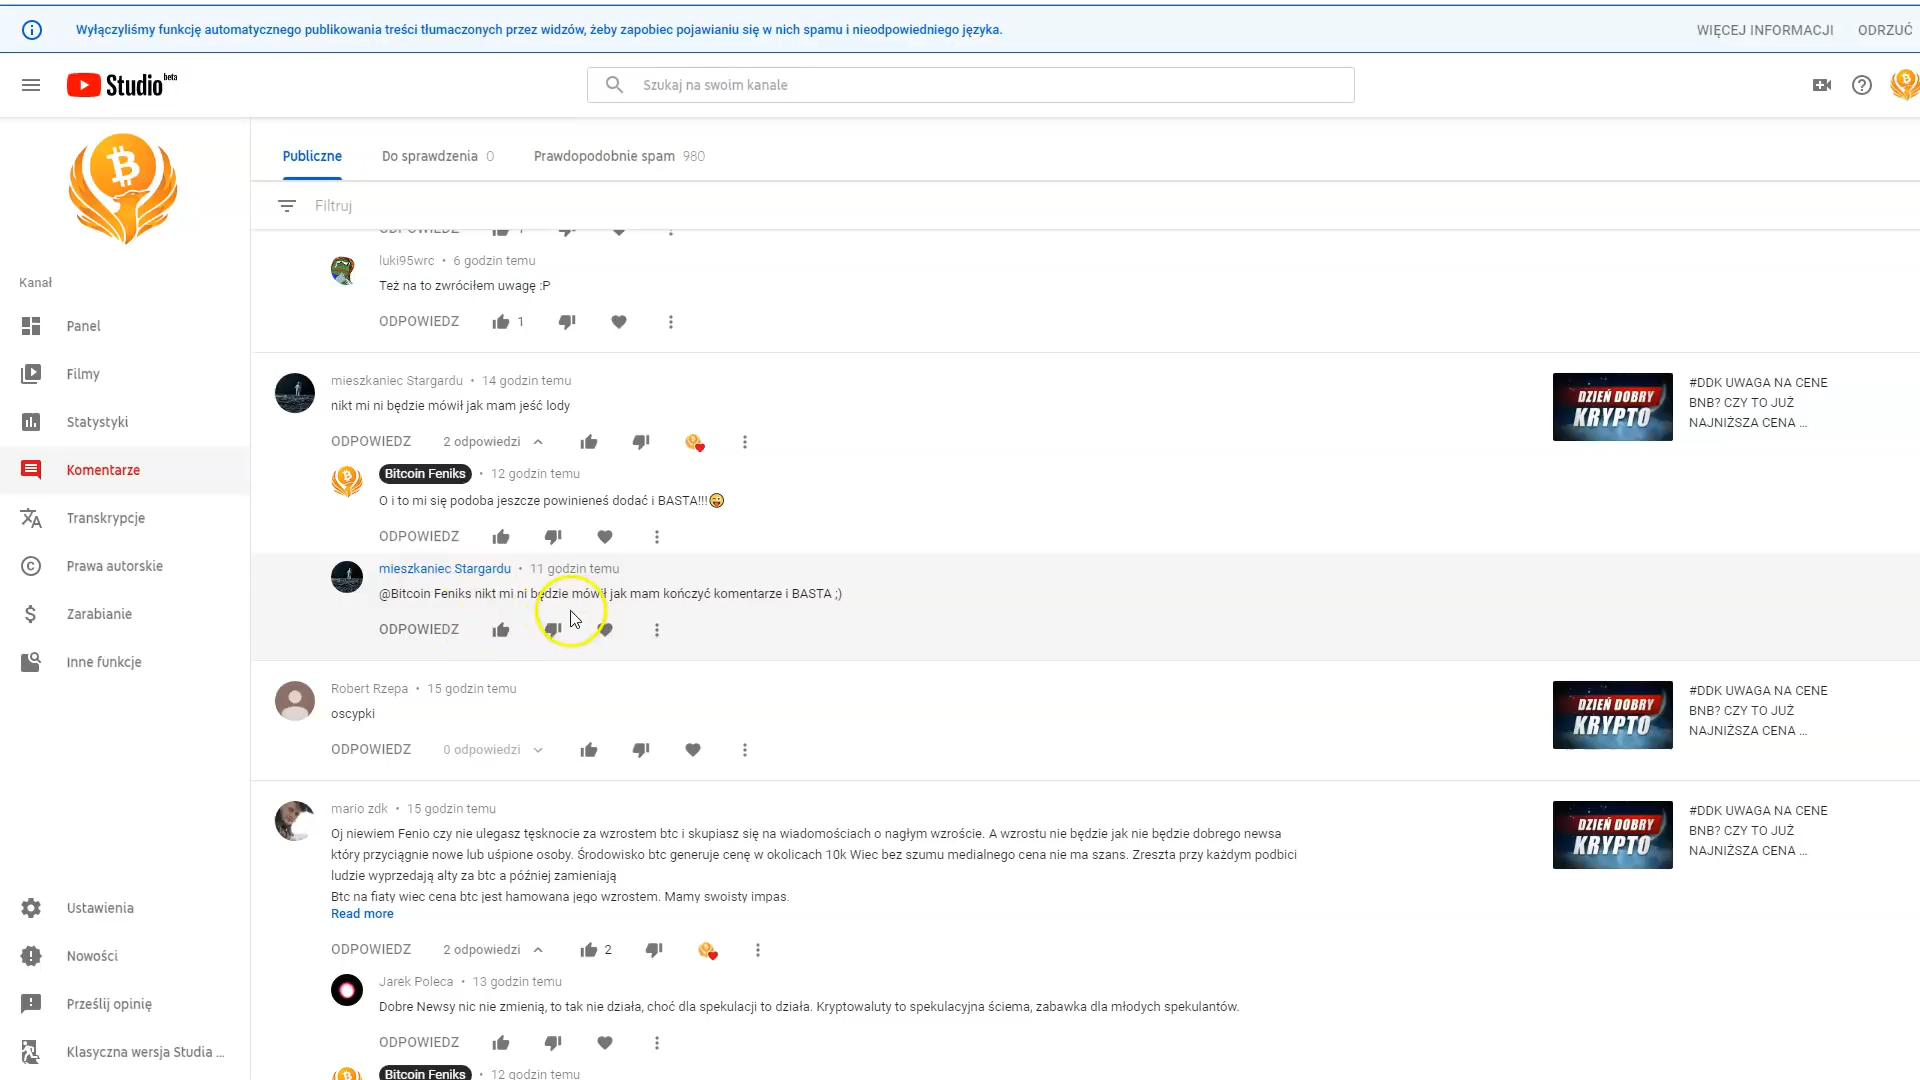 Wyłączyliśmy funkcję automatycznego publikowania treści tłumaczonych przez widzów, żeby zapobiec pojawianiu się w nich spamu i nieodpowiedniego języka.
WIĘCEJ INFORMACJI
ODRZUĆ
Studio beta
Szukaj na swoim kanale
Kanał
Panel
Filmy
Statystyki
Komentarze
Transkrypcje
Prawa autorskie
Zarabianie
Inne funkcje
Ustawienia
Nowości
Prześlij opinię
Klasyczna wersja Studia ...
Publiczne
Do sprawdzenia 0
Prawdopodobnie spam 980
Filtruj
ODPOWIEDZ 1
luki95wrc • 6 godzin temu
Też na to zwróciłem uwagę :P
ODPOWIEDZ 1
mieszkaniec Stargardu • 14 godzin temu
nikt mi ni będzie mówił jak mam jeść lody
ODPOWIEDZ 2 odpowiedzi
DZIEŃ DOBRY
KRYPTO
#DDK UWAGA NA CENE
BNB? CZY TO JUŻ
NAJNIŻSZA CENA ...
Bitcoin Feniks • 12 godzin temu
O i to mi się podoba jeszcze powinieneś dodać i BASTA!!!😜
ODPOWIEDZ
mieszkaniec Stargardu • 11 godzin temu
@Bitcoin Feniks nikt mi ni będzie mówił jak mam kończyć komentarze i BASTA ;)
ODPOWIEDZ
Robert Rzepa • 15 godzin temu
oscypki
ODPOWIEDZ 0 odpowiedzi
DZIEŃ DOBRY
KRYPTO
#DDK UWAGA NA CENE
BNB? CZY TO JUŻ
NAJNIŻSZA CENA ...
mario zdk • 15 godzin temu
Oj niewiem Fenio czy nie ulegasz tęsknocie za wzrostem btc i skupiasz się na wiadomościach o nagłym wzroście. A wzrostu nie będzie jak nie będzie dobrego newsa
który przyciągnie nowe lub uśpione osoby. Środowisko btc generuje cenę w okolicach 10k Wiec bez szumu medialnego cena nie ma szans. Zreszta przy każdym podbici
ludzie wyprzedają alty za btc a później zamieniają
Btc na fiaty wiec cena btc jest hamowana jego wzrostem. Mamy swoisty impas.
Read more
ODPOWIEDZ 2 odpowiedzi 2
DZIEŃ DOBRY
KRYPTO
#DDK UWAGA NA CENE
BNB? CZY TO JUŻ
NAJNIŻSZA CENA ...
Jarek Poleca • 13 godzin temu
Dobre Newsy nic nie zmienią, to tak nie działa, choć dla spekulacji to działa. Kryptowaluty to spekulacyjna ściema, zabawka dla młodych spekulantów.
ODPOWIEDZ
Bitcoin Feniks • 12 godzin temu